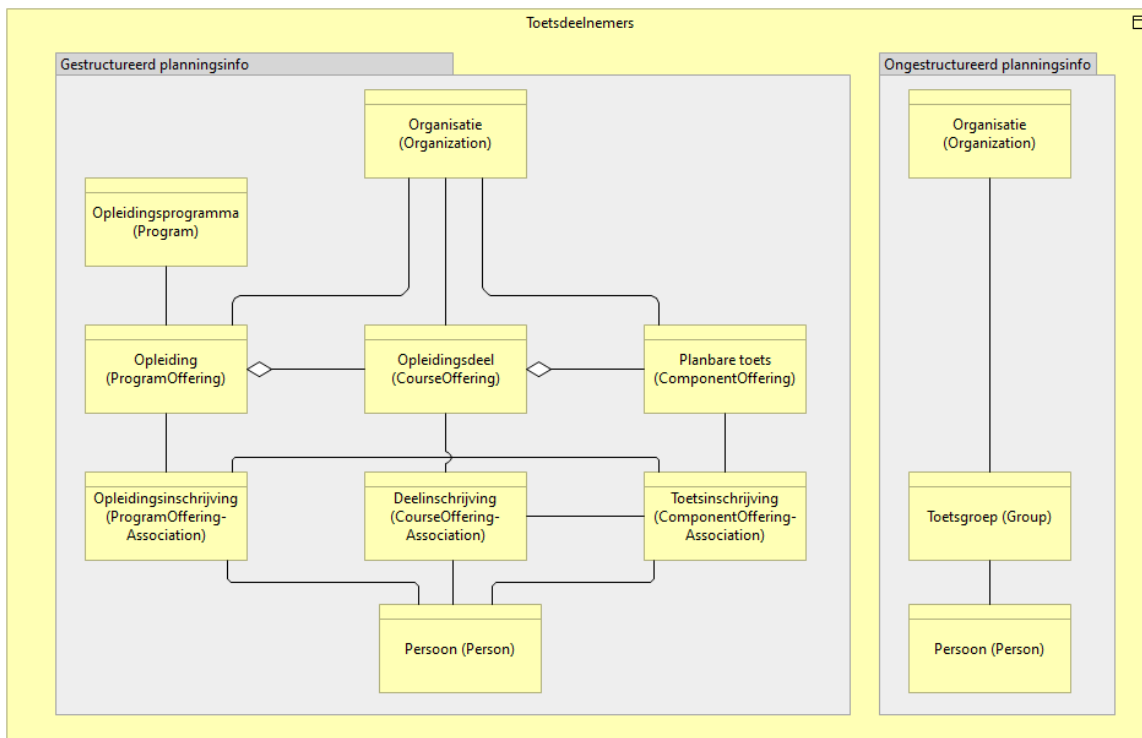 Toetsdeelnemers
Gestructureerd planningsinfo
Organisatie
(Organization)
Opleidingsprogramma
(Program)
Opleiding
(ProgramOffering)
Opleidingsdeel
(CourseOffering)
Planbare toets
(ComponentOffering)
Opleidingsinschrijving
(ProgramOffering-
Association)
Deelinschrijving
(CourseOffering-
Association)
Toetsinschrijving
(ComponentOffering-
Association)
Persoon (Person)
Ongestructureerd planningsinfo
Organisatie
(Organization)
Toetsgroep (Group)
Persoon (Person)